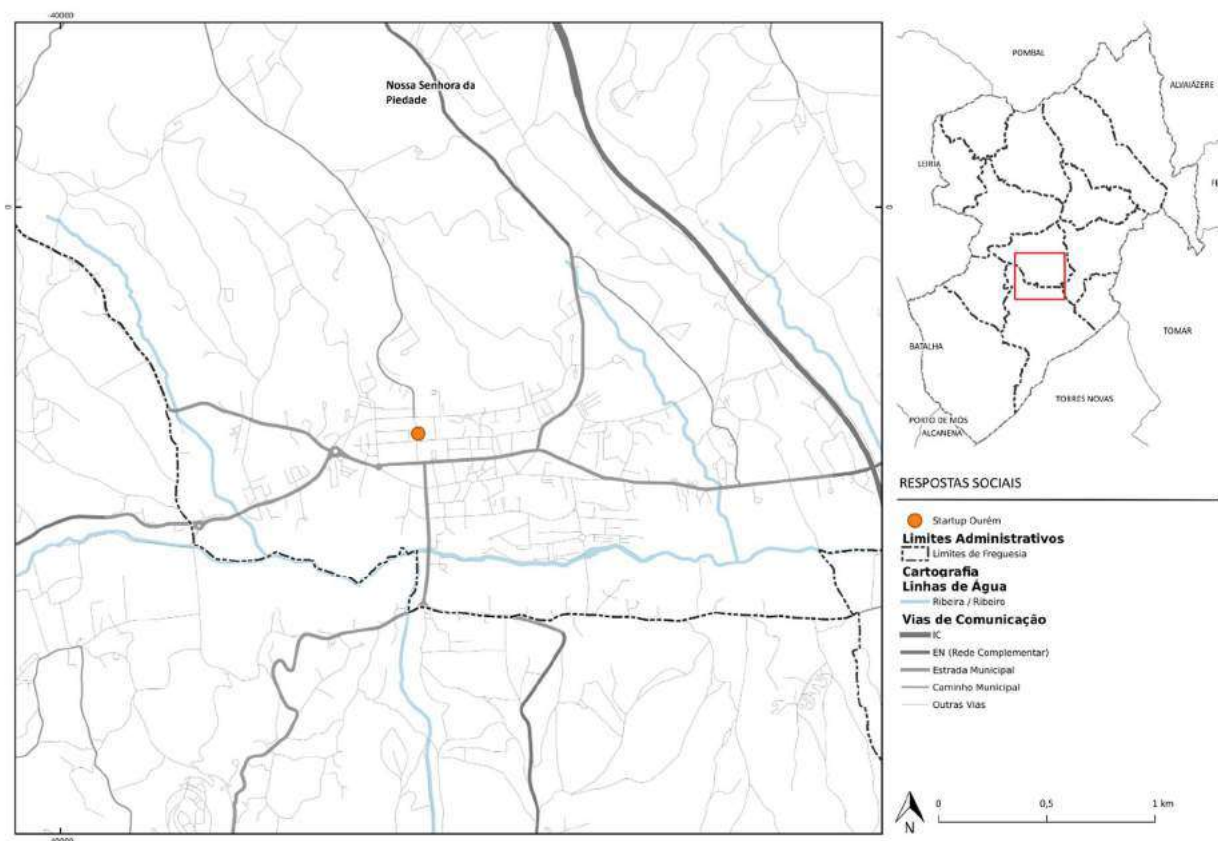 -40000
0
0
Nossa Senhora da
Piedade
POMBAL
ALVAIÁZERE
LEIRIA
TOMAR
BATALHA
TORRES NOVAS
PORTO DE MÓS
ALCANENA
RESPOSTAS SOCIAIS
Startup Ourém
Limites Administrativos
Limites de Freguesia
Cartografia
Linhas de Água
Ribeira / Ribeiro
Vias de Comunicação
IC
EN (Rede Complementar)
Estrada Municipal
Caminho Municipal
Outras Vias
0
0,5
1 km
N